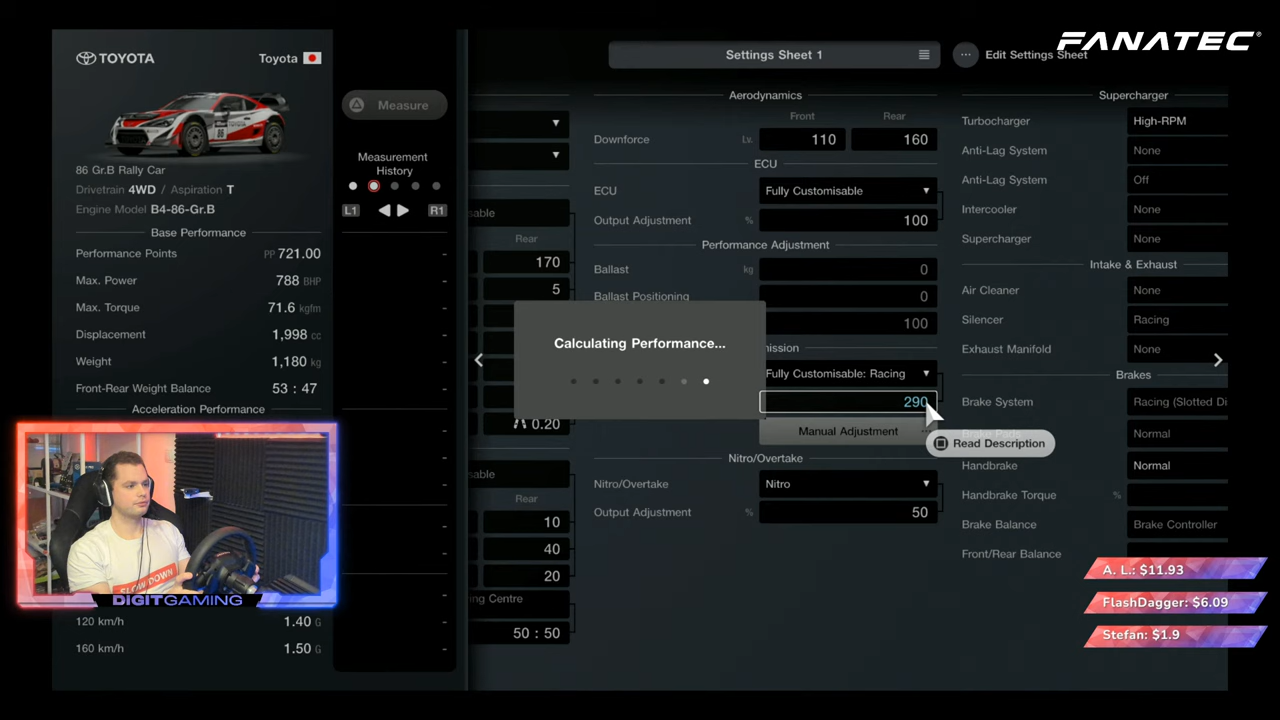 FANATEC®
TOYOTA
Toyota
86 Gr.B Rally Car
Drivetrain 4WD / Aspiration T
Engine Model B4-86-Gr.B
Base Performance
Performance Points PP 721.00
Max. Power 788 BHP
Max. Torque 71.6 kgfm
Displacement 1,998 cc
Weight 1,180 kg
Front-Rear Weight Balance 53 : 47
Acceleration Performance
120 km/h 1.40 G
160 km/h 1.50 G
Measure
Measurement
History
L1
R1
Settings Sheet 1
Edit Settings Sheet
able
Rear
170
5
0.20
able
Rear
10
40
20
ng Centre
50 : 50
Aerodynamics
Front Rear
Downforce Lv. 110 160
ECU
ECU Fully Customisable
Output Adjustment % 100
Performance Adjustment
Ballast kg 0
Ballast Positioning 0
100
Calculating Performance...
mission
Fully Customisable: Racing
290
Manual Adjustment
Read Description
Nitro/Overtake
Nitro/Overtake Nitro
Output Adjustment % 50
Supercharger
Turbocharger High-RPM
Anti-Lag System None
Anti-Lag System Off
Intercooler None
Supercharger None
Intake & Exhaust
Air Cleaner None
Silencer Racing
Exhaust Manifold None
Brakes
Brake System Racing (Slotted Di
Brake Pads Normal
Handbrake Normal
Handbrake Torque %
Brake Balance Brake Controller
Front/Rear Balance
SLOW DOWN
DIGITGAMING
A. L.: $11.93
FlashDagger: $6.09
Stefan: $1.9